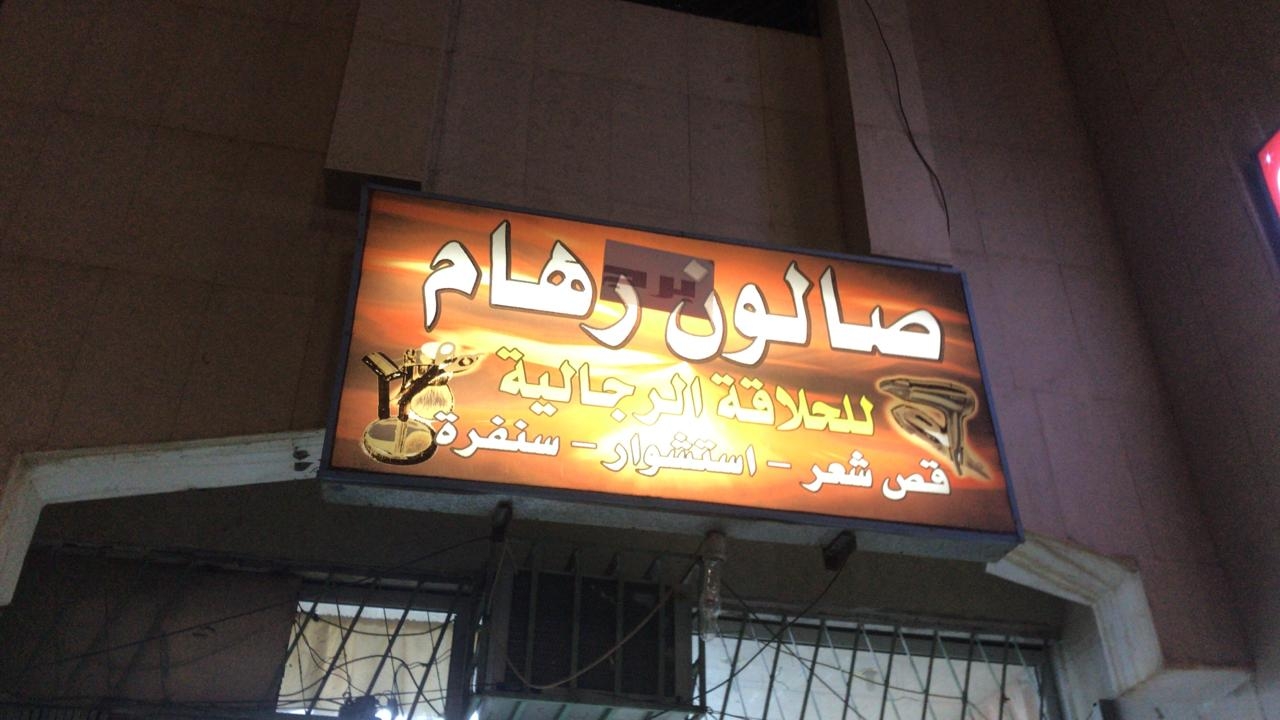 صالون رهام
للحلاقة الرجالية
قص شعر - استشوار - سنفرة